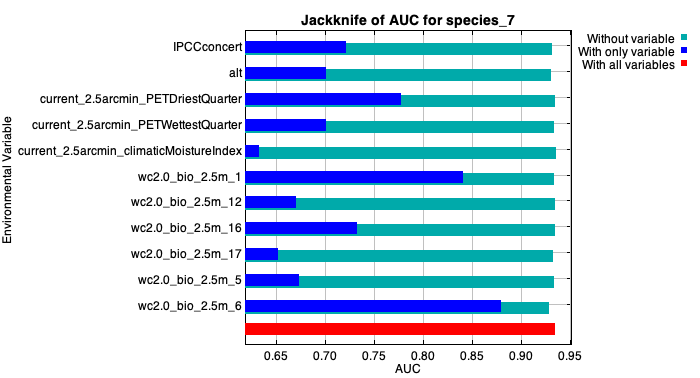 Jackknife of AUC for species_7
Environmental Variable
IPCCconcert
alt
current_2.5arcmin_PETDriestQuarter
current_2.5arcmin_PETWettestQuarter
current_2.5arcmin_climaticMoistureIndex
wc2.0_bio_2.5m_1
wc2.0_bio_2.5m_12
wc2.0_bio_2.5m_16
wc2.0_bio_2.5m_17
wc2.0_bio_2.5m_5
wc2.0_bio_2.5m_6
0.65 0.70 0.75 0.80 0.85 0.90 0.95
AUC
Without variable
With only variable
With all variables